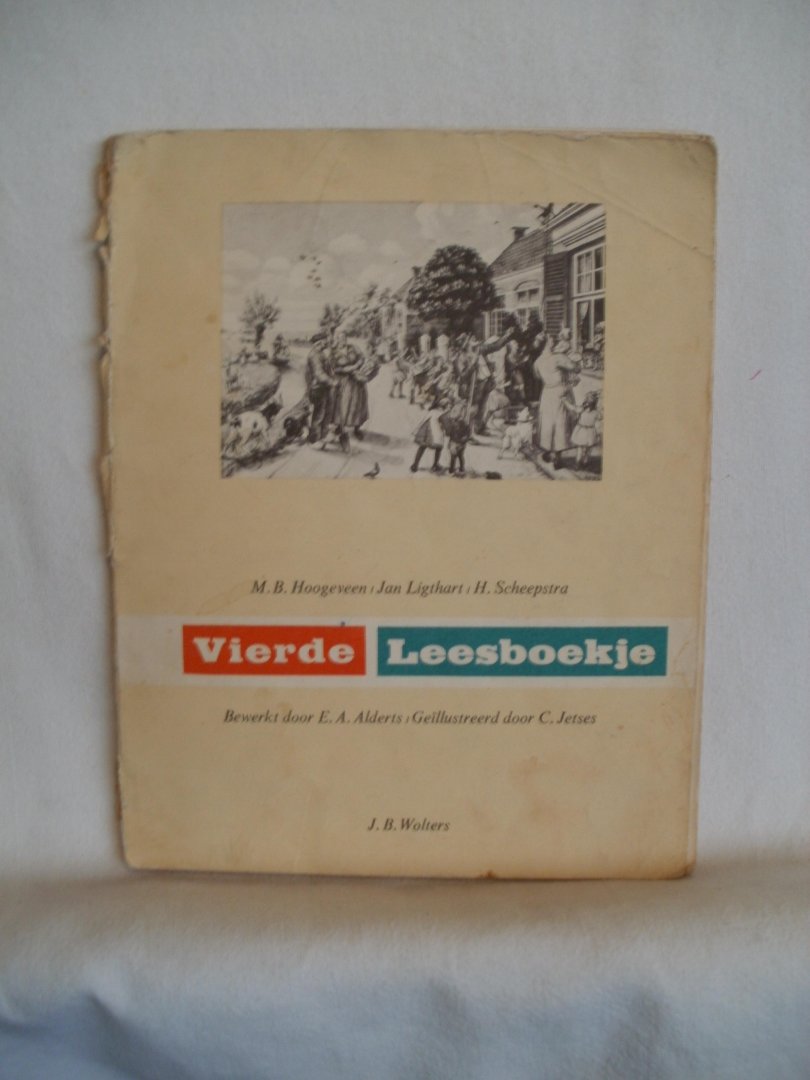 M. B. Hoogeveen / Jan Ligthart / H. Scheepstra
Vierde Leesboekje
Bewerkt door E. A. Alderts / Geïllustreerd door C. Jetses
J. B. Wolters